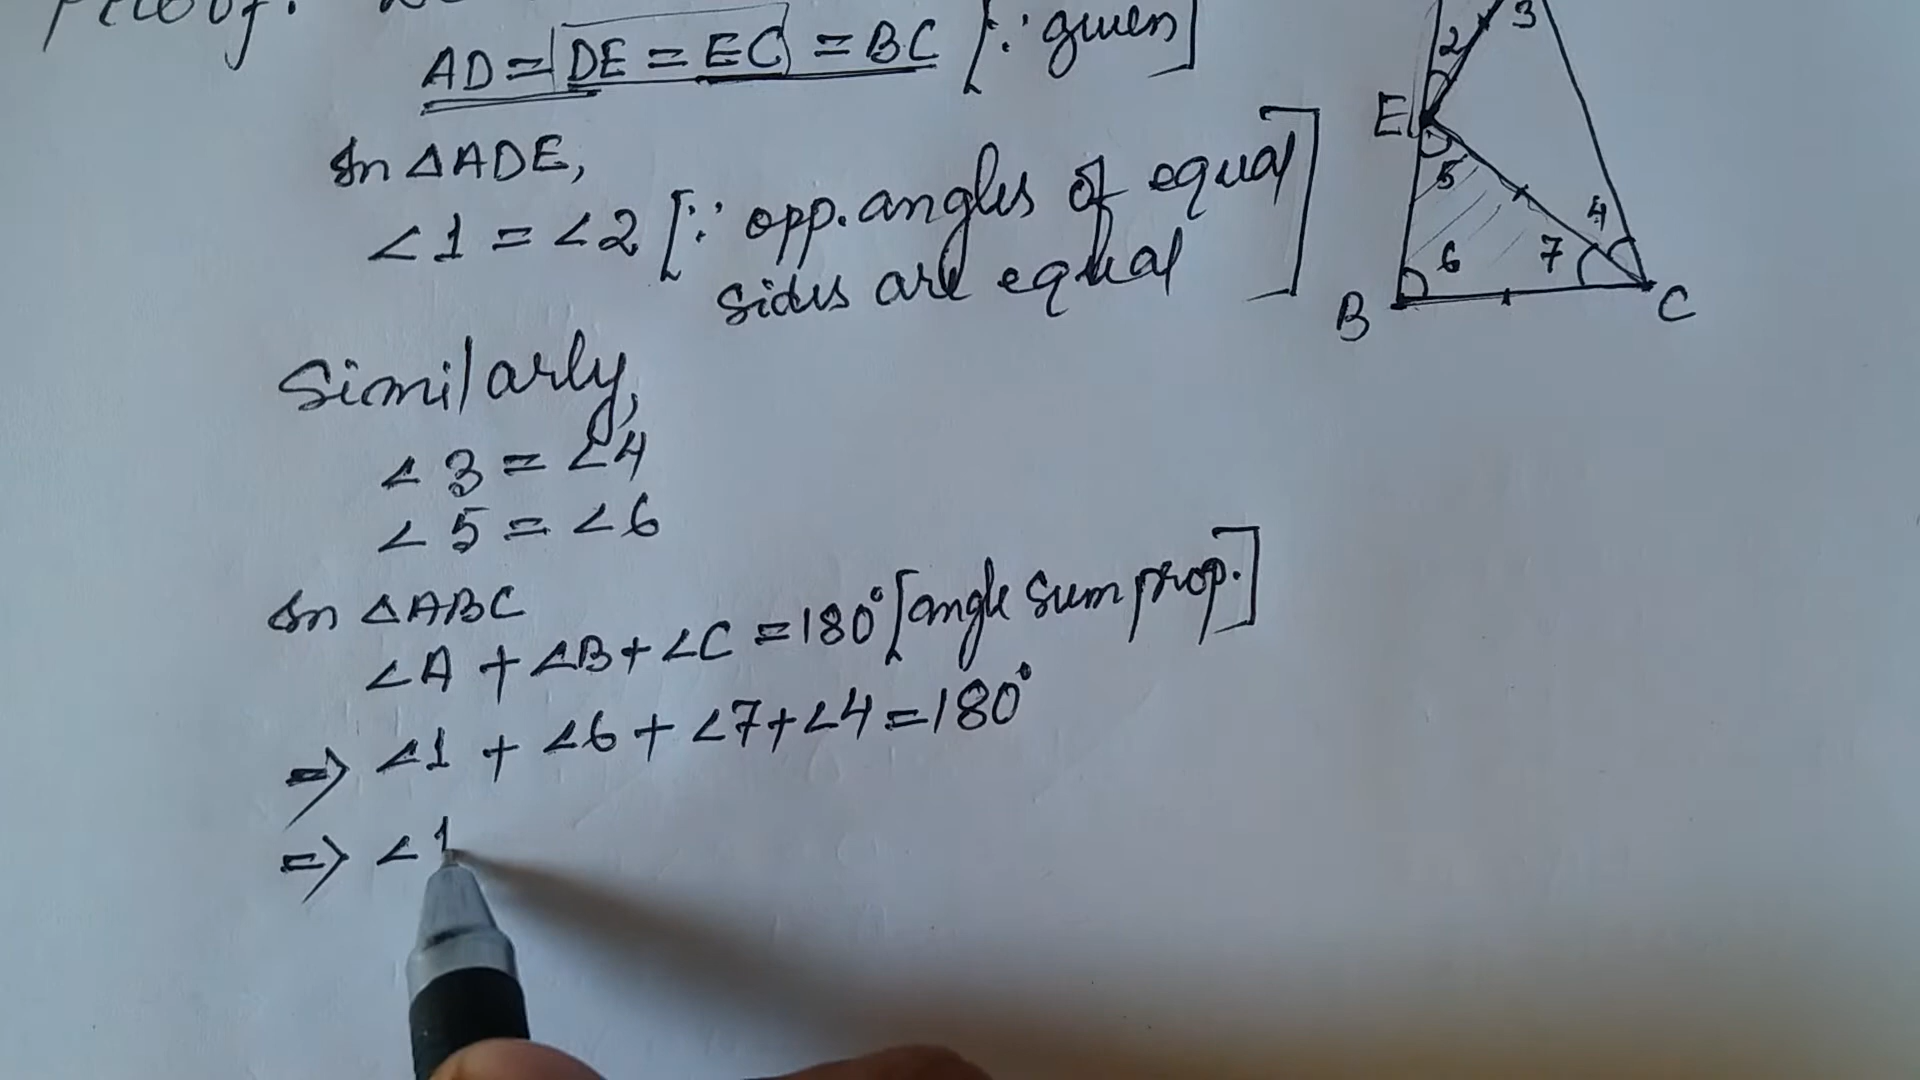 Proof:
AD = DE = EC = BC [∵ given]
In △ADE,
∠1 = ∠2 [∵ opp. angles of equal
sides are equal]
Similarly,
∠3 = ∠4
∠5 = ∠6
In △ABC
∠A + ∠B + ∠C = 180° [angle sum prop.]
⇒ ∠1 + ∠6 + ∠7 + ∠4 = 180°
⇒ ∠1
2 3
E
5
4
6 7
B C